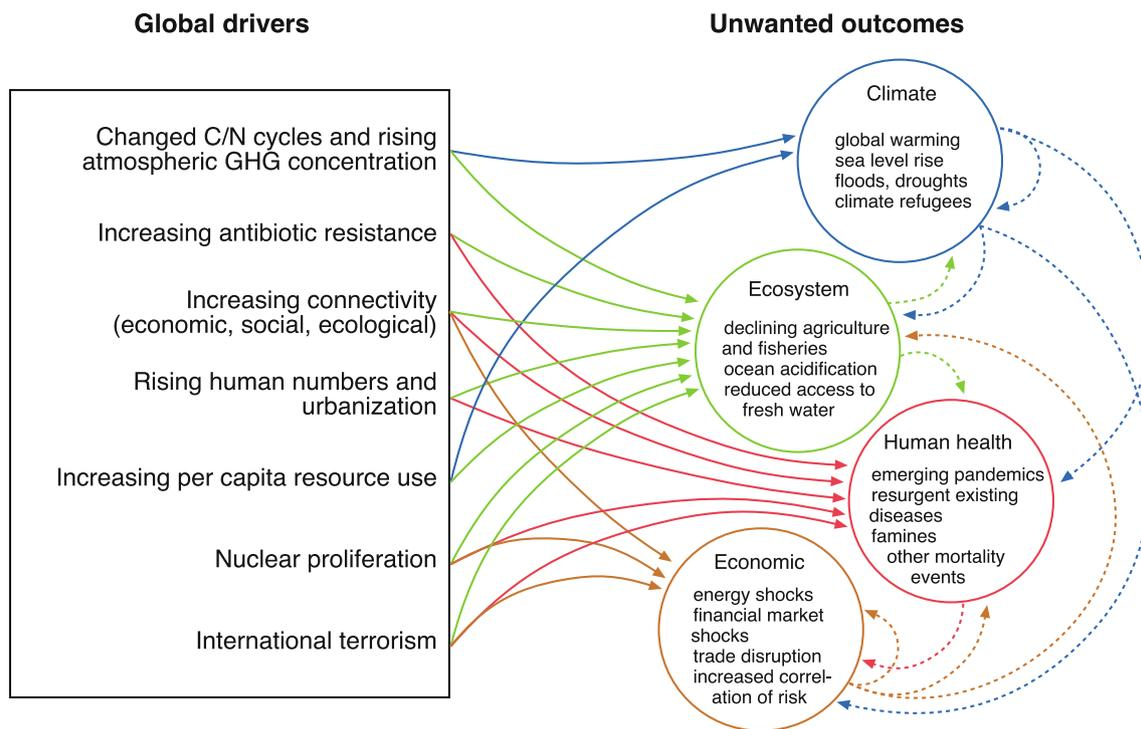 Global drivers
Unwanted outcomes
Changed C/N cycles and rising
atmospheric GHG concentration
Increasing antibiotic resistance
Increasing connectivity
(economic, social, ecological)
Rising human numbers and
urbanization
Increasing per capita resource use
Nuclear proliferation
International terrorism
Climate
global warming
sea level rise
floods, droughts
climate refugees
Ecosystem
declining agriculture
and fisheries
ocean acidification
reduced access to
fresh water
Human health
emerging pandemics
resurgent existing
diseases
famines
other mortality
events
Economic
energy shocks
financial market
shocks
trade disruption
increased correl-
ation of risk